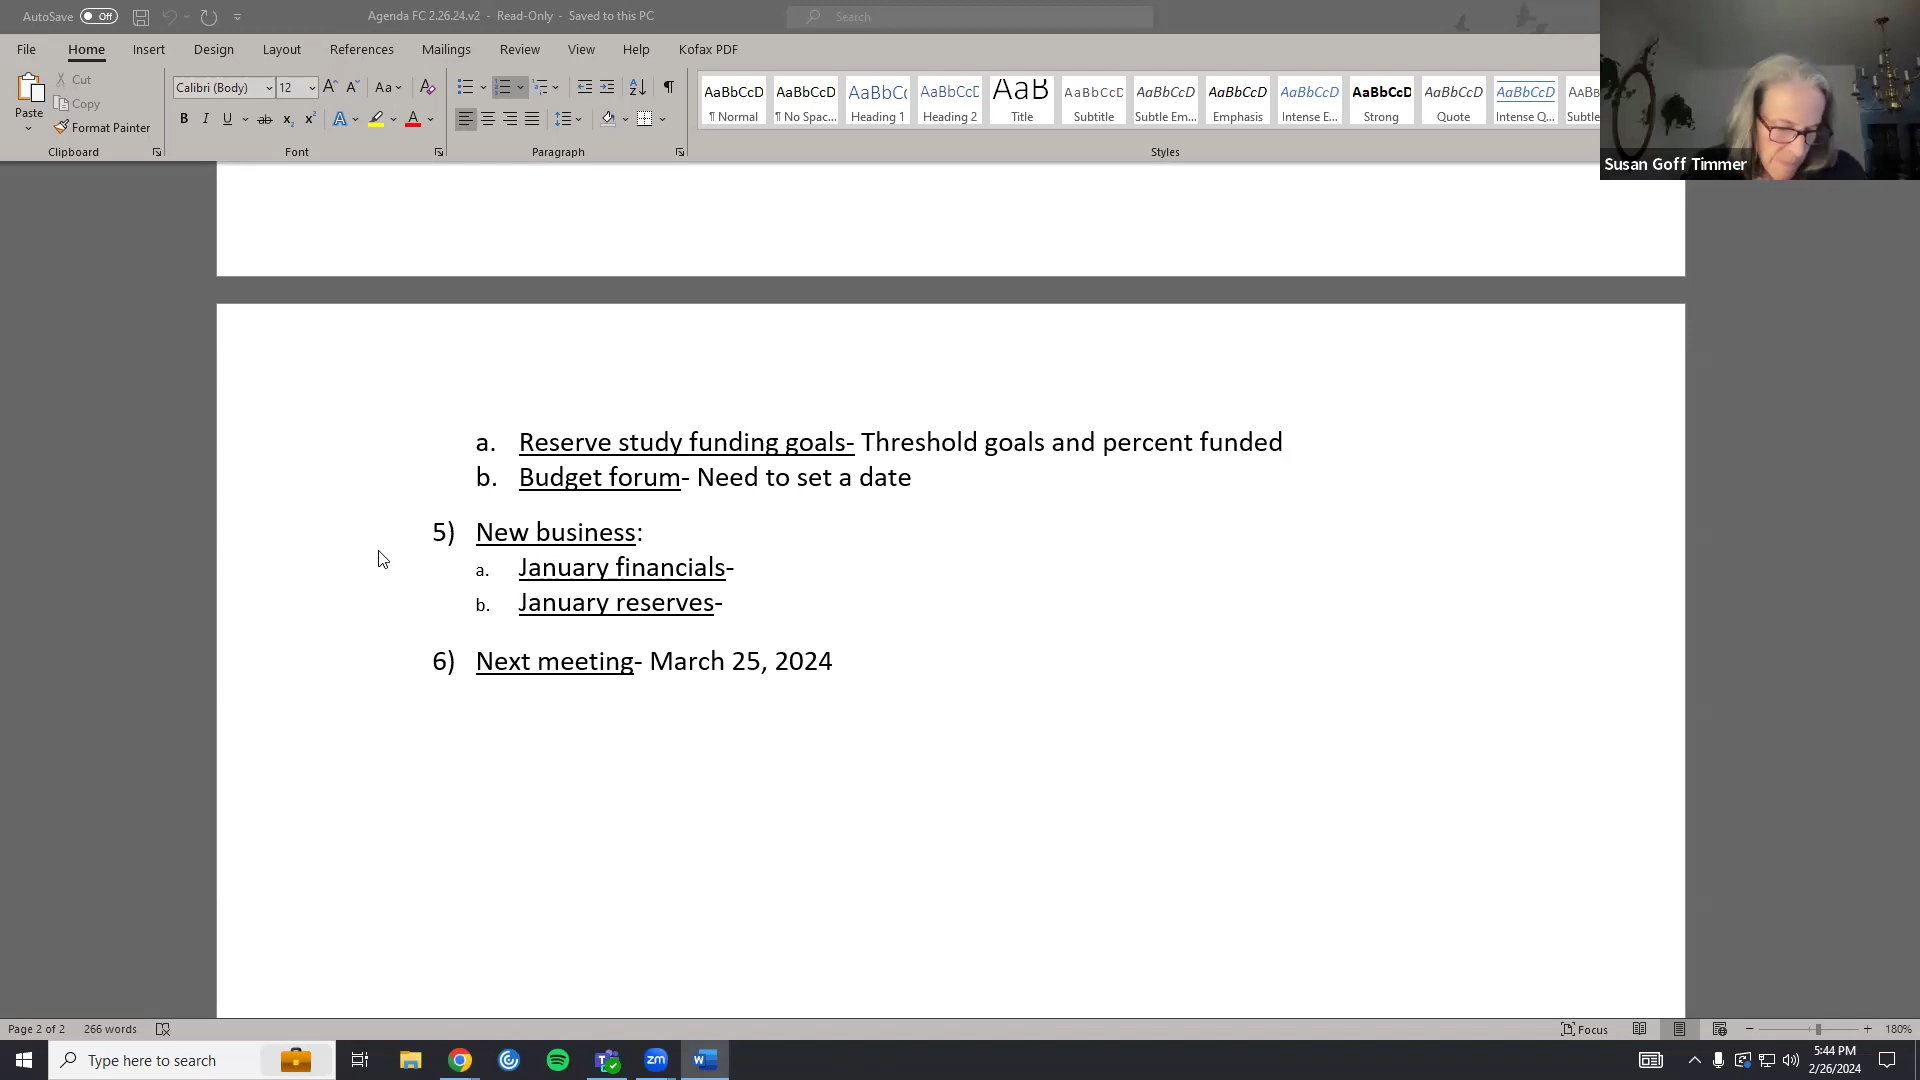 AutoSave Off Agenda FC 2.26.24.v2 - Read-Only - Saved to this PC Search
File Home Insert Design Layout References Mailings Review View Help Kofax PDF
Paste
Cut
Copy
Format Painter
Calibri (Body) 12
AaBbCcD AaBbCcD AaBbCc AaBbCcD AaB AaBbCcD AaBbCcD AaBbCcD AaBbCcD AaBbCcD AaBbCcD AaBbCcD AaBb
¶ Normal ¶ No Spac... Heading 1 Heading 2 Title Subtitle Subtle Em... Emphasis Intense E... Strong Quote Intense Q... Subtle
Clipboard Font Paragraph Styles
Susan Goff Timmer
a. Reserve study funding goals- Threshold goals and percent funded
b. Budget forum- Need to set a date
5) New business:
a. January financials-
b. January reserves-
6) Next meeting- March 25, 2024
Page 2 of 2 266 words Focus 180%
Type here to search
5:44 PM
2/26/2024